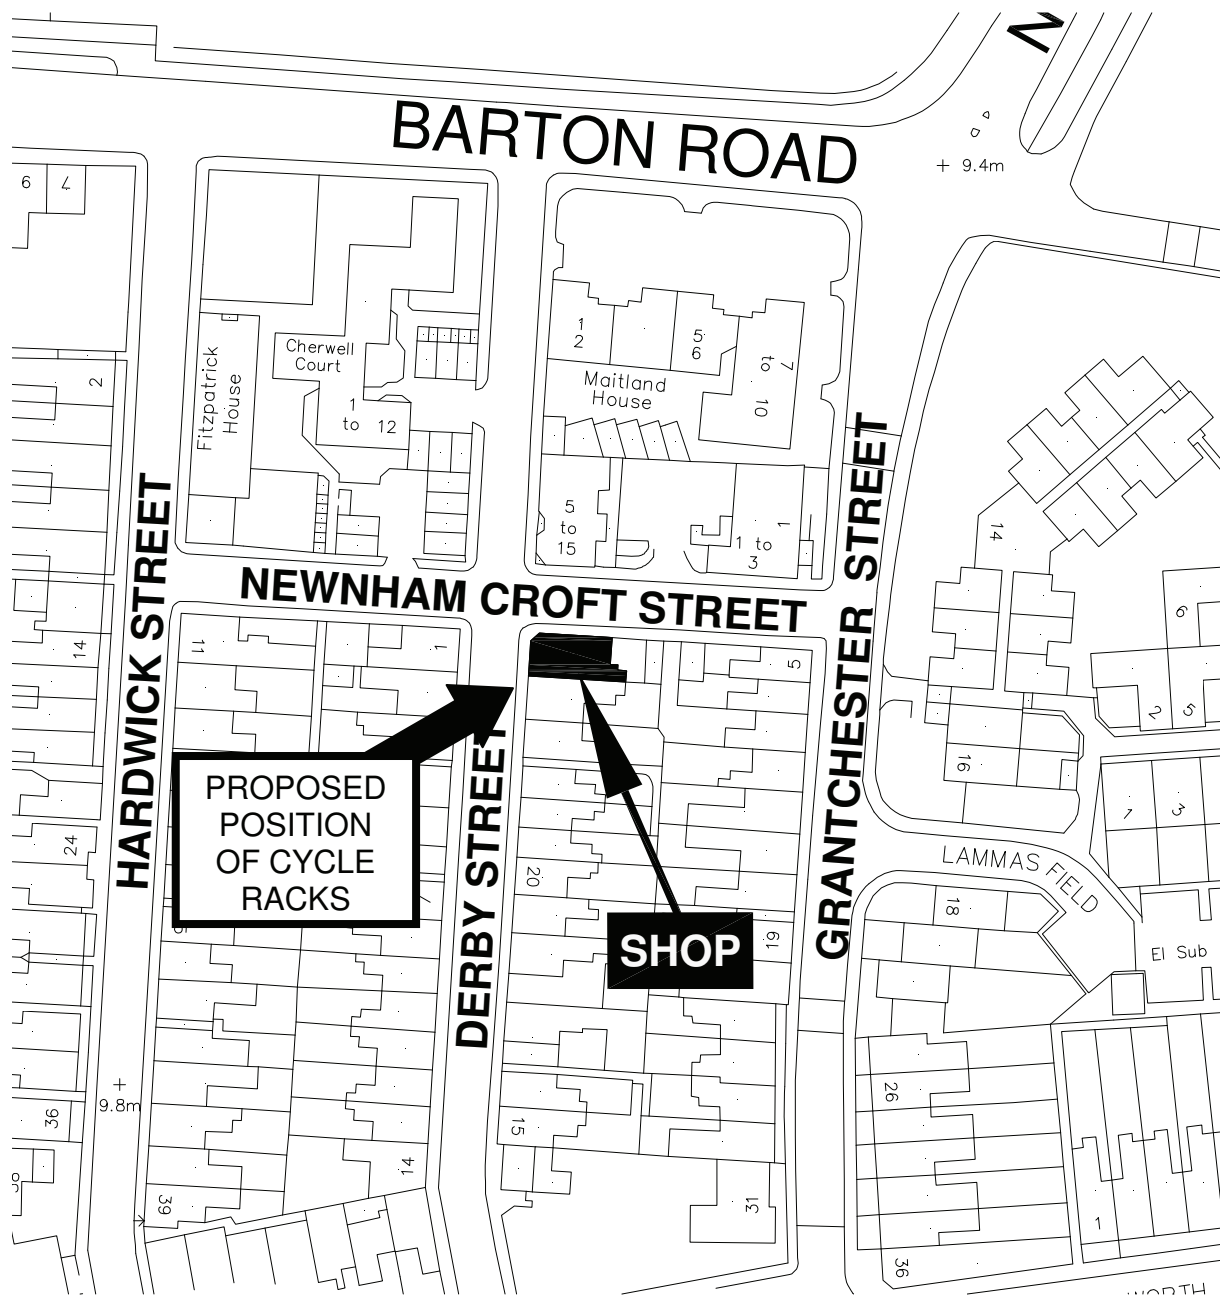 N
BARTON ROAD
9.4m
6
4
2
Fitzpatrick
House
Cherwell
Court
1
to 12
1
2
5
6
7
to
10
Maitland
House
5
to
15
1
1 to
3
14
HARDWICK STREET
NEWNHAM CROFT STREET
GRANTCHESTER STREET
DERBY STREET
14
11
1
5
6
2
5
16
1
3
PROPOSED
POSITION
OF CYCLE
RACKS
24
20
LAMMAS FIELD
18
SHOP
19
El Sub
9.8m
36
26
15
14
39
31
1
36
WORTH